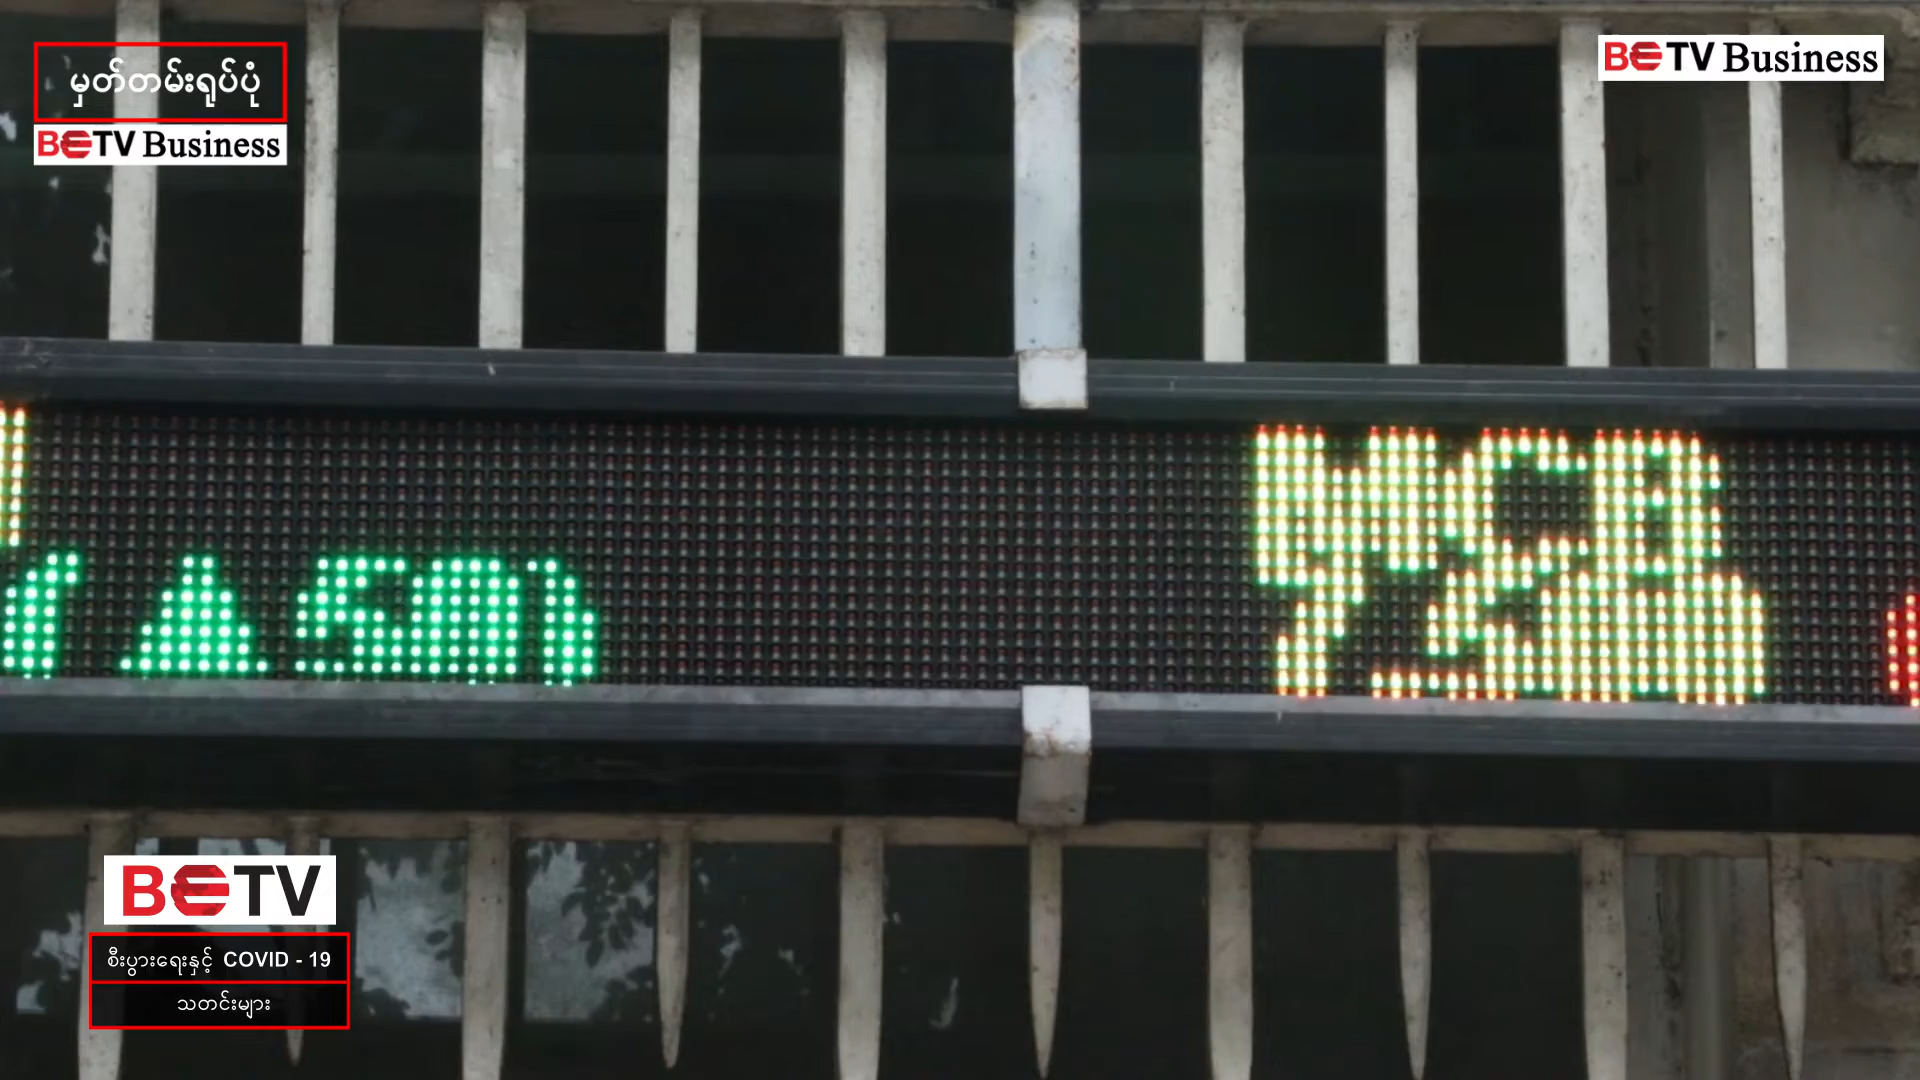 မှတ်တမ်းရုပ်ပုံ
BETV Business
BETV Business
MCB
BETV
စီးပွားရေးနှင့် COVID - 19
သတင်းများ